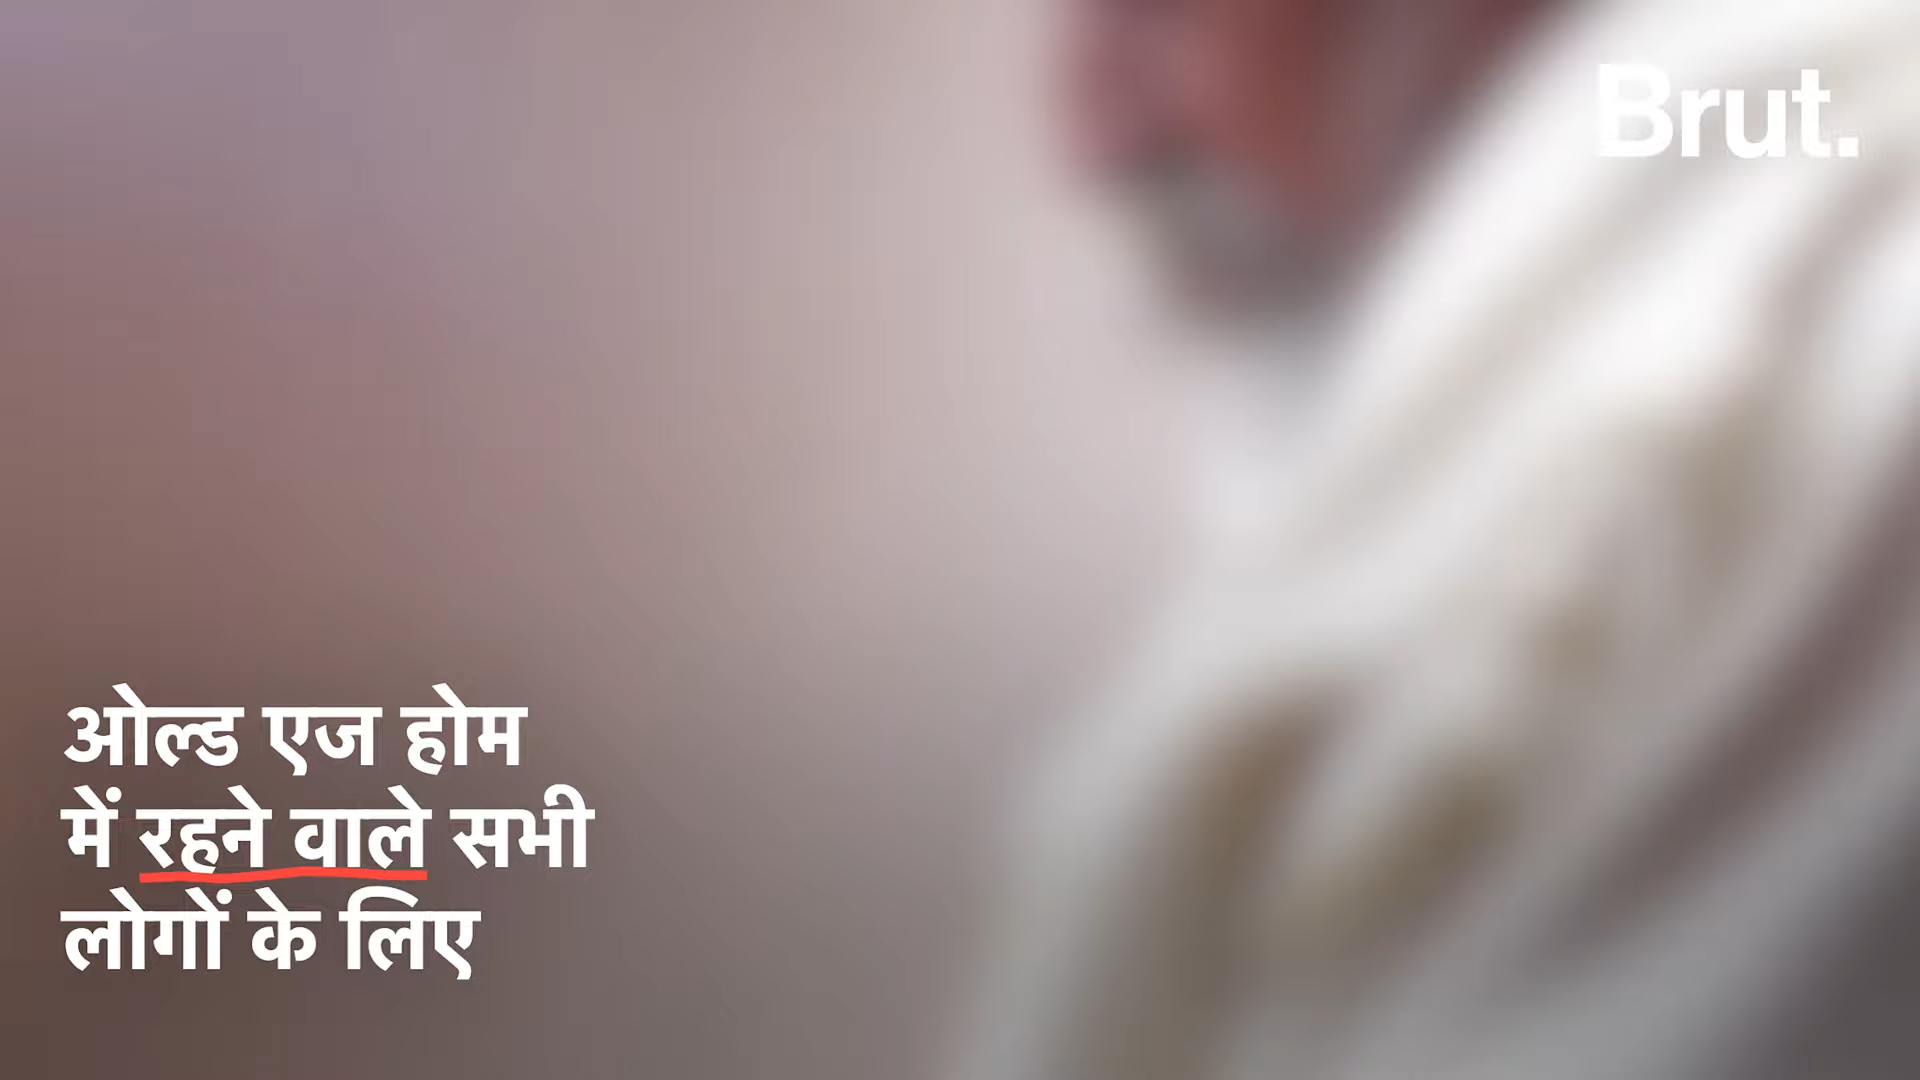 Brut.
ओल्ड एज होम
में रहने वाले सभी
लोगों के लिए